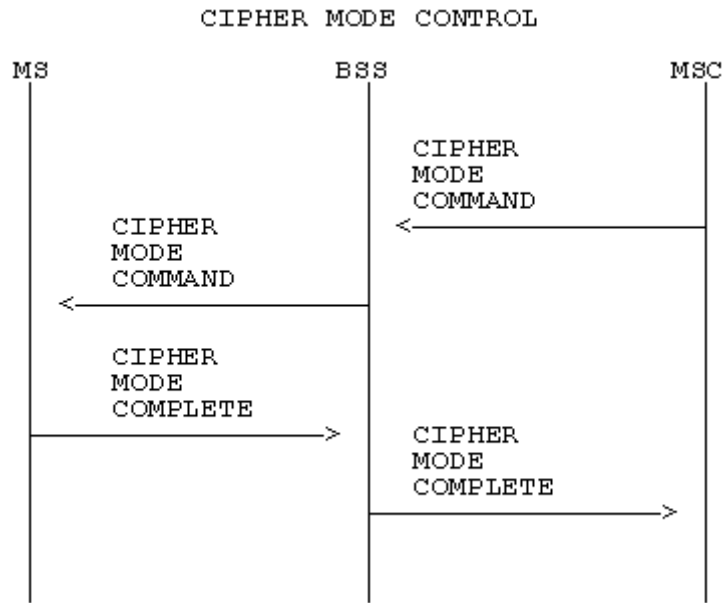 CIPHER MODE CONTROL
MS BSS MSC
CIPHER
MODE
COMMAND
CIPHER
MODE
COMMAND
CIPHER
MODE
COMPLETE
CIPHER
MODE
COMPLETE